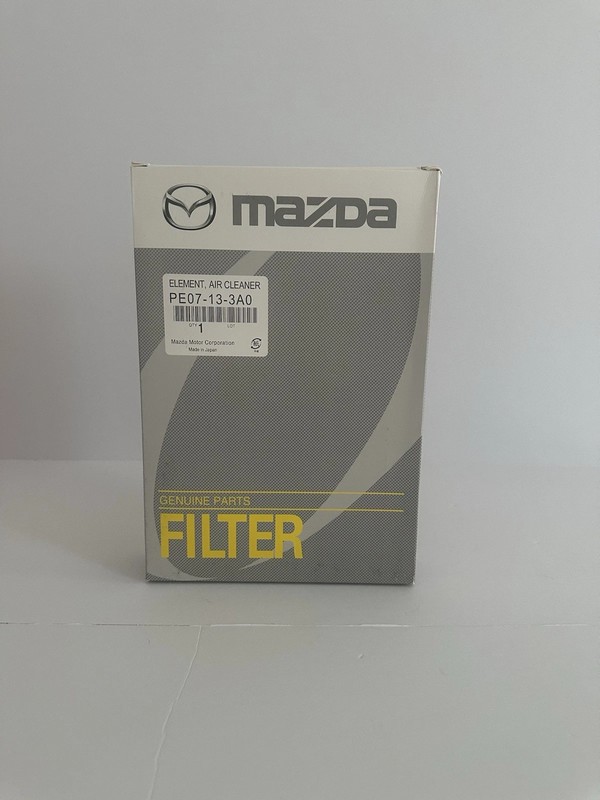 mazda
ELEMENT, AIR CLEANER
PE07-13-3A0
QTY 1 LOT
Mazda Motor Corporation
Made in Japan
GENUINE PARTS
FILTER